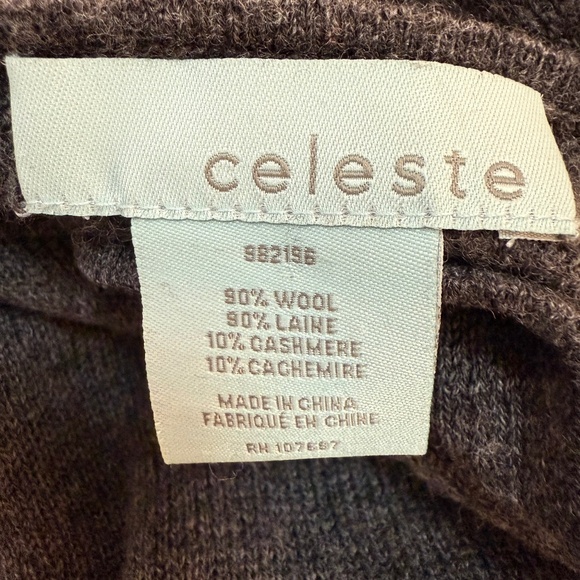 celeste
982196
90% WOOL
90% LAINE
10% CASHMERE
10% CACHEMIRE
MADE IN CHINA
FABRIQUÉ EN CHINE
RN 107697